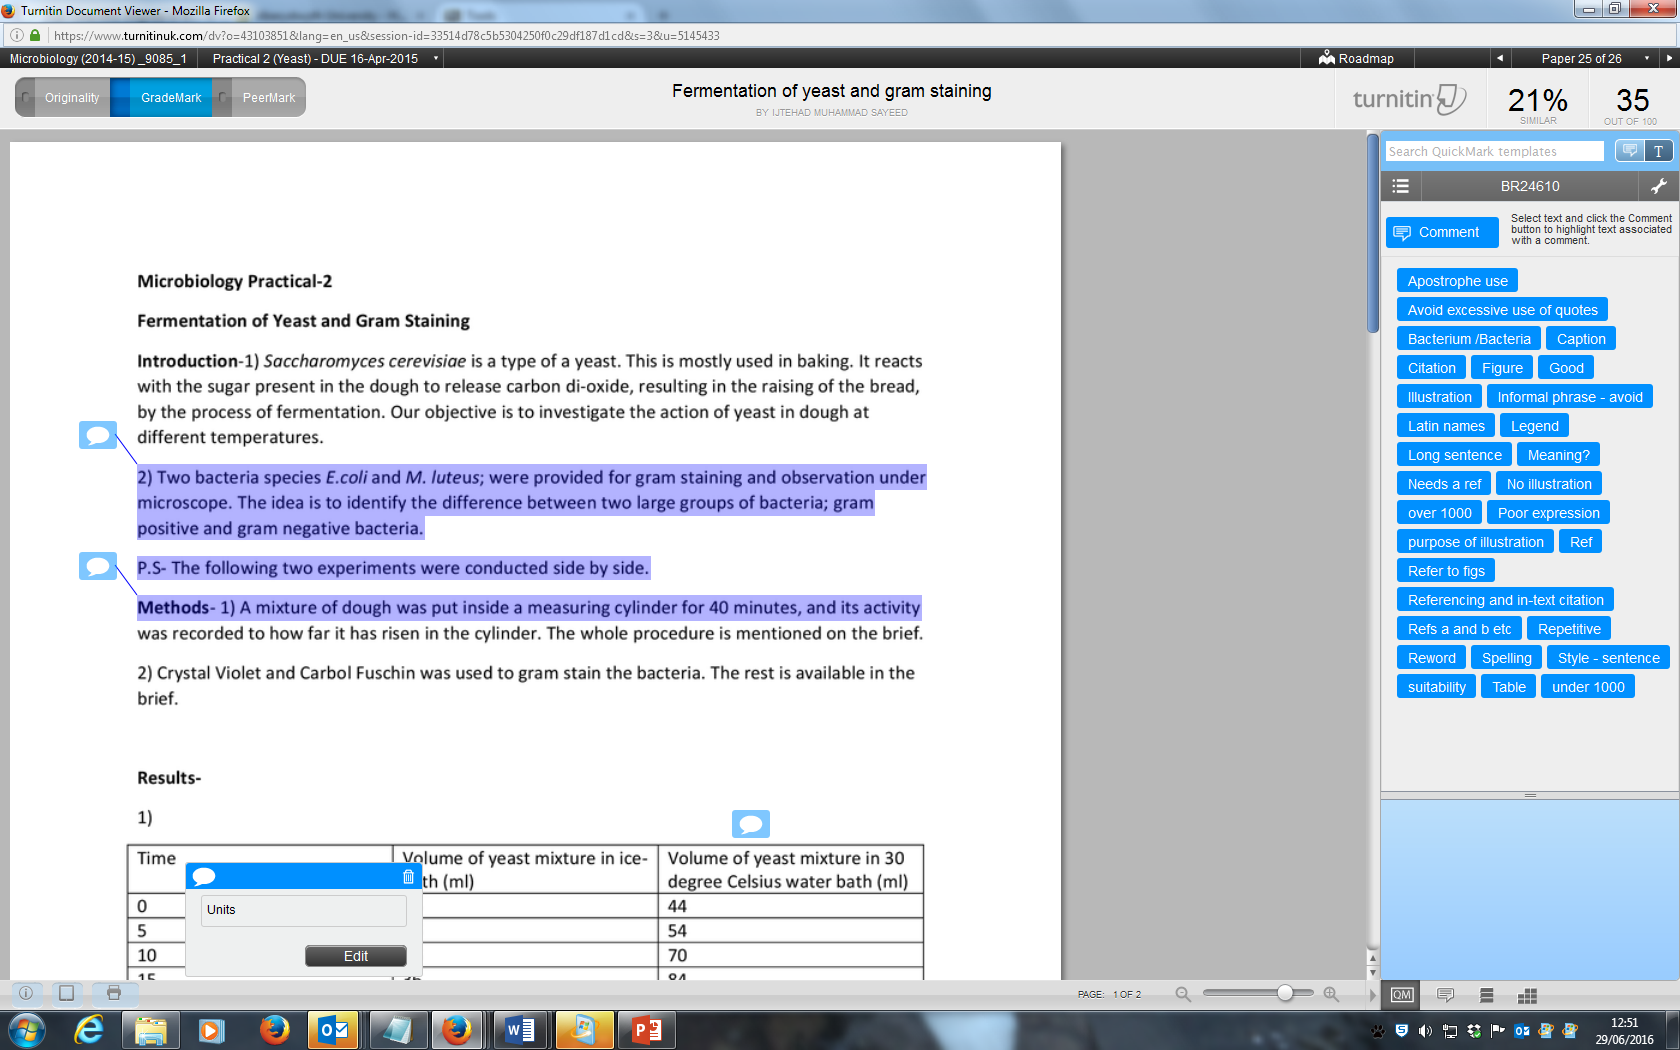 Turnitin Document Viewer - Mozilla Firefox
https://www.turnitinuk.com/dv?o=43103851&lang=en_us&session-id=33514d78c5b5304250f0c29df187d1cd&s=3&u=5145433
Microbiology (2014-15) _9085_1 Practical 2 (Yeast) - DUE 16-Apr-2015 Roadmap Paper 25 of 26
Originality GradeMark PeerMark
Fermentation of yeast and gram staining
BY IJTEHAD MUHAMMAD SAYEED
turnitin 21% 35
SIMILAR OUT OF 100
Microbiology Practical-2
Fermentation of Yeast and Gram Staining
Introduction-1) Saccharomyces cerevisiae is a type of a yeast. This is mostly used in baking. It reacts
with the sugar present in the dough to release carbon di-oxide, resulting in the raising of the bread,
by the process of fermentation. Our objective is to investigate the action of yeast in dough at
different temperatures.
2) Two bacteria species E.coli and M. luteus; were provided for gram staining and observation under
microscope. The idea is to identify the difference between two large groups of bacteria; gram
positive and gram negative bacteria.
P.S- The following two experiments were conducted side by side.
Methods- 1) A mixture of dough was put inside a measuring cylinder for 40 minutes, and its activity
was recorded to how far it has risen in the cylinder. The whole procedure is mentioned on the brief.
2) Crystal Violet and Carbol Fuschin was used to gram stain the bacteria. The rest is available in the
brief.
Results-
1)
Time Volume of yeast mixture in ice- Volume of yeast mixture in 30
th (ml) degree Celsius water bath (ml)
0 44
5 54
10 70
15 84
Units
Edit
Search QuickMark templates T
BR24610
Comment
Select text and click the Comment
button to highlight text associated
with a comment.
Apostrophe use
Avoid excessive use of quotes
Bacterium /Bacteria Caption
Citation Figure Good
Illustration Informal phrase - avoid
Latin names Legend
Long sentence Meaning?
Needs a ref No illustration
over 1000 Poor expression
purpose of illustration Ref
Refer to figs
Referencing and in-text citation
Refs a and b etc Repetitive
Reword Spelling Style - sentence
suitability Table under 1000
PAGE: 1 OF 2
QM
12:51
29/06/2016